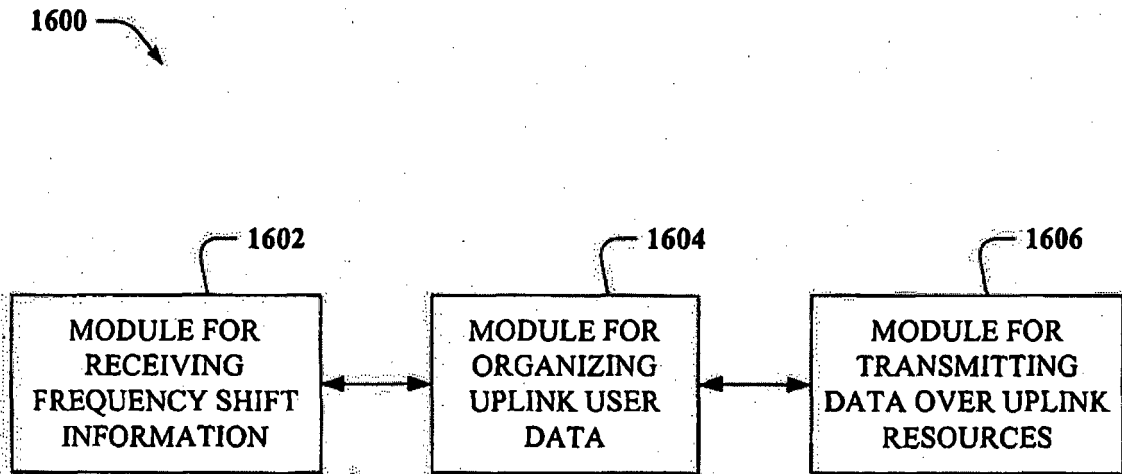 1600
1602
1604
1606
MODULE FOR
RECEIVING
FREQUENCY SHIFT
INFORMATION
MODULE FOR
ORGANIZING
UPLINK USER
DATA
MODULE FOR
TRANSMITTING
DATA OVER UPLINK
RESOURCES